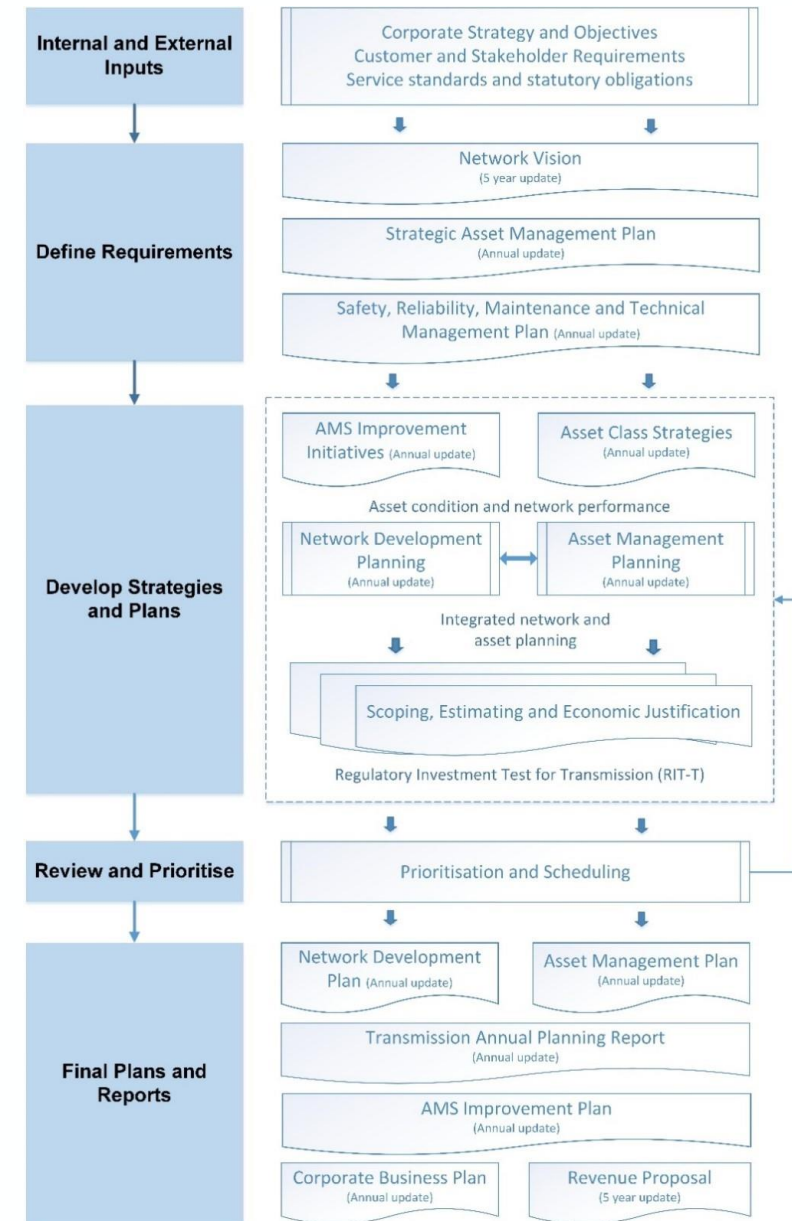 Internal and External
Inputs
Corporate Strategy and Objectives
Customer and Stakeholder Requirements
Service standards and statutory obligations
Define Requirements
Network Vision
(5 year update)
Strategic Asset Management Plan
(Annual update)
Safety, Reliability, Maintenance and Technical
Management Plan (Annual update)
Develop Strategies
and Plans
AMS Improvement
Initiatives (Annual update)
Asset Class Strategies
(Annual update)
Asset condition and network performance
Network Development
Planning
(Annual update)
Asset Management
Planning
(Annual update)
Integrated network and
asset planning
Scoping, Estimating and Economic Justification
Regulatory Investment Test for Transmission (RIT-T)
Review and Prioritise
Prioritisation and Scheduling
Final Plans and
Reports
Network Development
Plan (Annual update)
Asset Management Plan
(Annual update)
Transmission Annual Planning Report
(Annual update)
AMS Improvement Plan
(Annual update)
Corporate Business Plan
(Annual update)
Revenue Proposal
(5 year update)